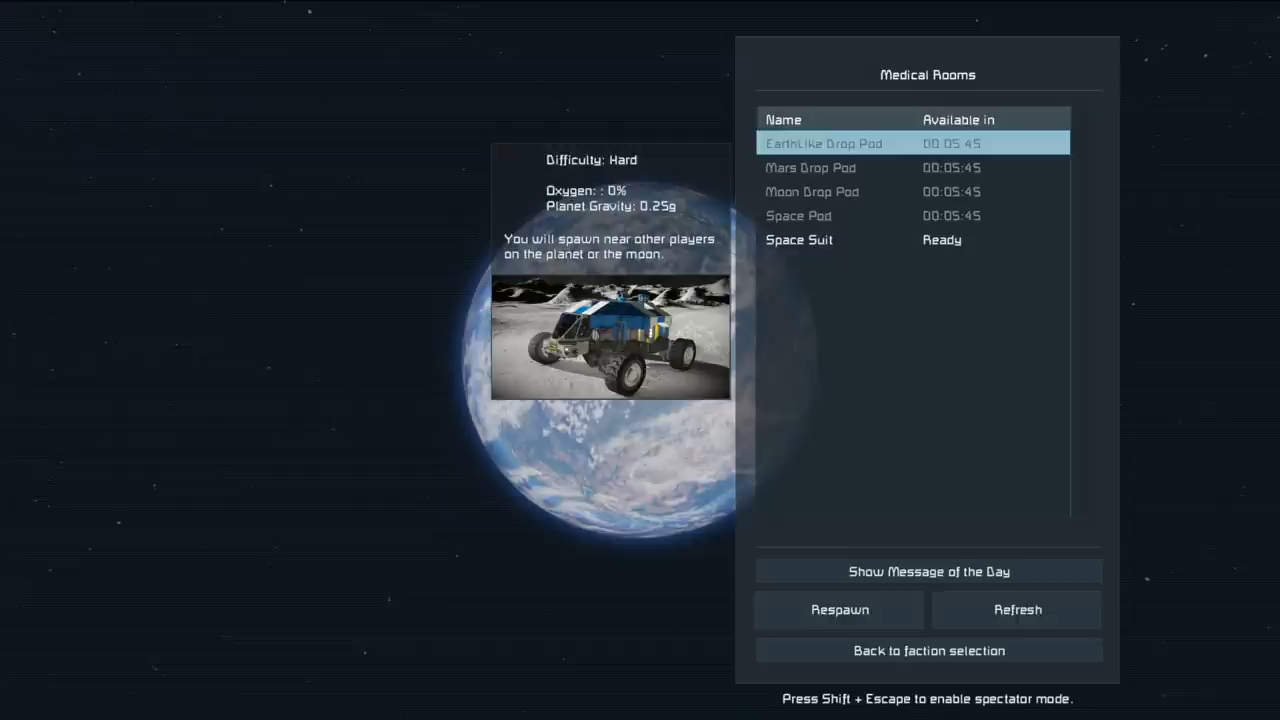 Medical Rooms
Name Available in
EarthLike Drop Pod 00:05:45
Mars Drop Pod 00:05:45
Moon Drop Pod 00:05:45
Space Pod 00:05:45
Space Suit Ready
Difficulty: Hard
Oxygen: : 0%
Planet Gravity: 0.25g
You will spawn near other players
on the planet or the moon.
Show Message of the Day
Respawn Refresh
Back to faction selection
Press Shift + Escape to enable spectator mode.